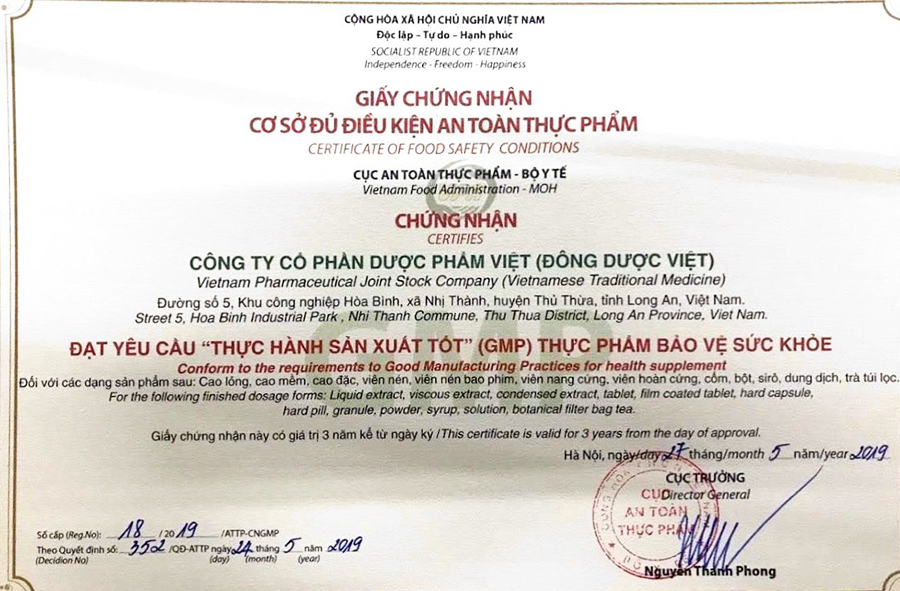 CỘNG HÒA XÃ HỘI CHỦ NGHĨA VIỆT NAM
Độc lập – Tự do – Hạnh phúc
SOCIALIST REPUBLIC OF VIETNAM
Independence - Freedom - Happiness
GIẤY CHỨNG NHẬN
CƠ SỞ ĐỦ ĐIỀU KIỆN AN TOÀN THỰC PHẨM
CERTIFICATE OF FOOD SAFETY CONDITIONS
CỤC AN TOÀN THỰC PHẨM - BỘ Y TẾ
Vietnam Food Administration - MOH
CHỨNG NHẬN
CERTIFIES
CÔNG TY CỔ PHẦN DƯỢC PHẨM VIỆT (ĐÔNG DƯỢC VIỆT)
Vietnam Pharmaceutical Joint Stock Company (Vietnamese Traditional Medicine)
Đường số 5, Khu công nghiệp Hòa Bình, xã Nhị Thành, huyện Thủ Thừa, tỉnh Long An, Việt Nam.
Street 5, Hoa Binh Industrial Park , Nhi Thanh Commune, Thu Thua District, Long An Province, Viet Nam.
GMP
ĐẠT YÊU CẦU “THỰC HÀNH SẢN XUẤT TỐT” (GMP) THỰC PHẨM BẢO VỆ SỨC KHỎE
Conform to the requirements to Good Manufacturing Practices for health supplement
Đối với các dạng sản phẩm sau: Cao lỏng, cao mềm, cao đặc, viên nén, viên nén bao phim, viên nang cứng, viên hoàn cứng, cốm, bột, sirô, dung dịch, trà túi lọc.
For the following finished dosage forms: Liquid extract, viscous extract, condensed extract, tablet, film coated tablet, hard capsule,
hard pill, granule, powder, syrup, solution, botanical filter bag tea.
Giấy chứng nhận này có giá trị 3 năm kể từ ngày ký /This certificate is valid for 3 years from the day of approval.
Hà Nội, ngày/day 27 tháng/month 5 năm/year 2019
CỤC TRƯỞNG
Director General
CỤC
AN TOÀN
THỰC PHẨM
Nguyễn Thanh Phong
Số cấp (Reg.No): 18 / 2019 /ATTP-CNGMP
Theo Quyết định số: 352 /QĐ-ATTP ngày 24 tháng 5 năm 2019
(Decidion No) (day) (month) (year)